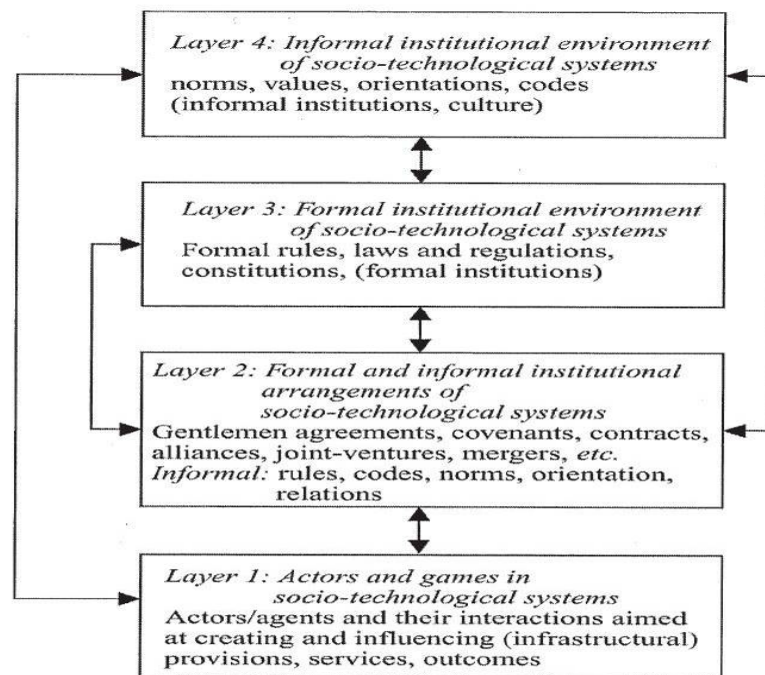 Layer 4: Informal institutional environment
of socio-technological systems
norms, values, orientations, codes
(informal institutions, culture)
Layer 3: Formal institutional environment
of socio-technological systems
Formal rules, laws and regulations,
constitutions, (formal institutions)
Layer 2: Formal and informal institutional
arrangements of
socio-technological systems
Gentlemen agreements, covenants, contracts,
alliances, joint-ventures, mergers, etc.
Informal: rules, codes, norms, orientation,
relations
Layer 1: Actors and games in
socio-technological systems
Actors/agents and their interactions aimed
at creating and influencing (infrastructural)
provisions, services, outcomes